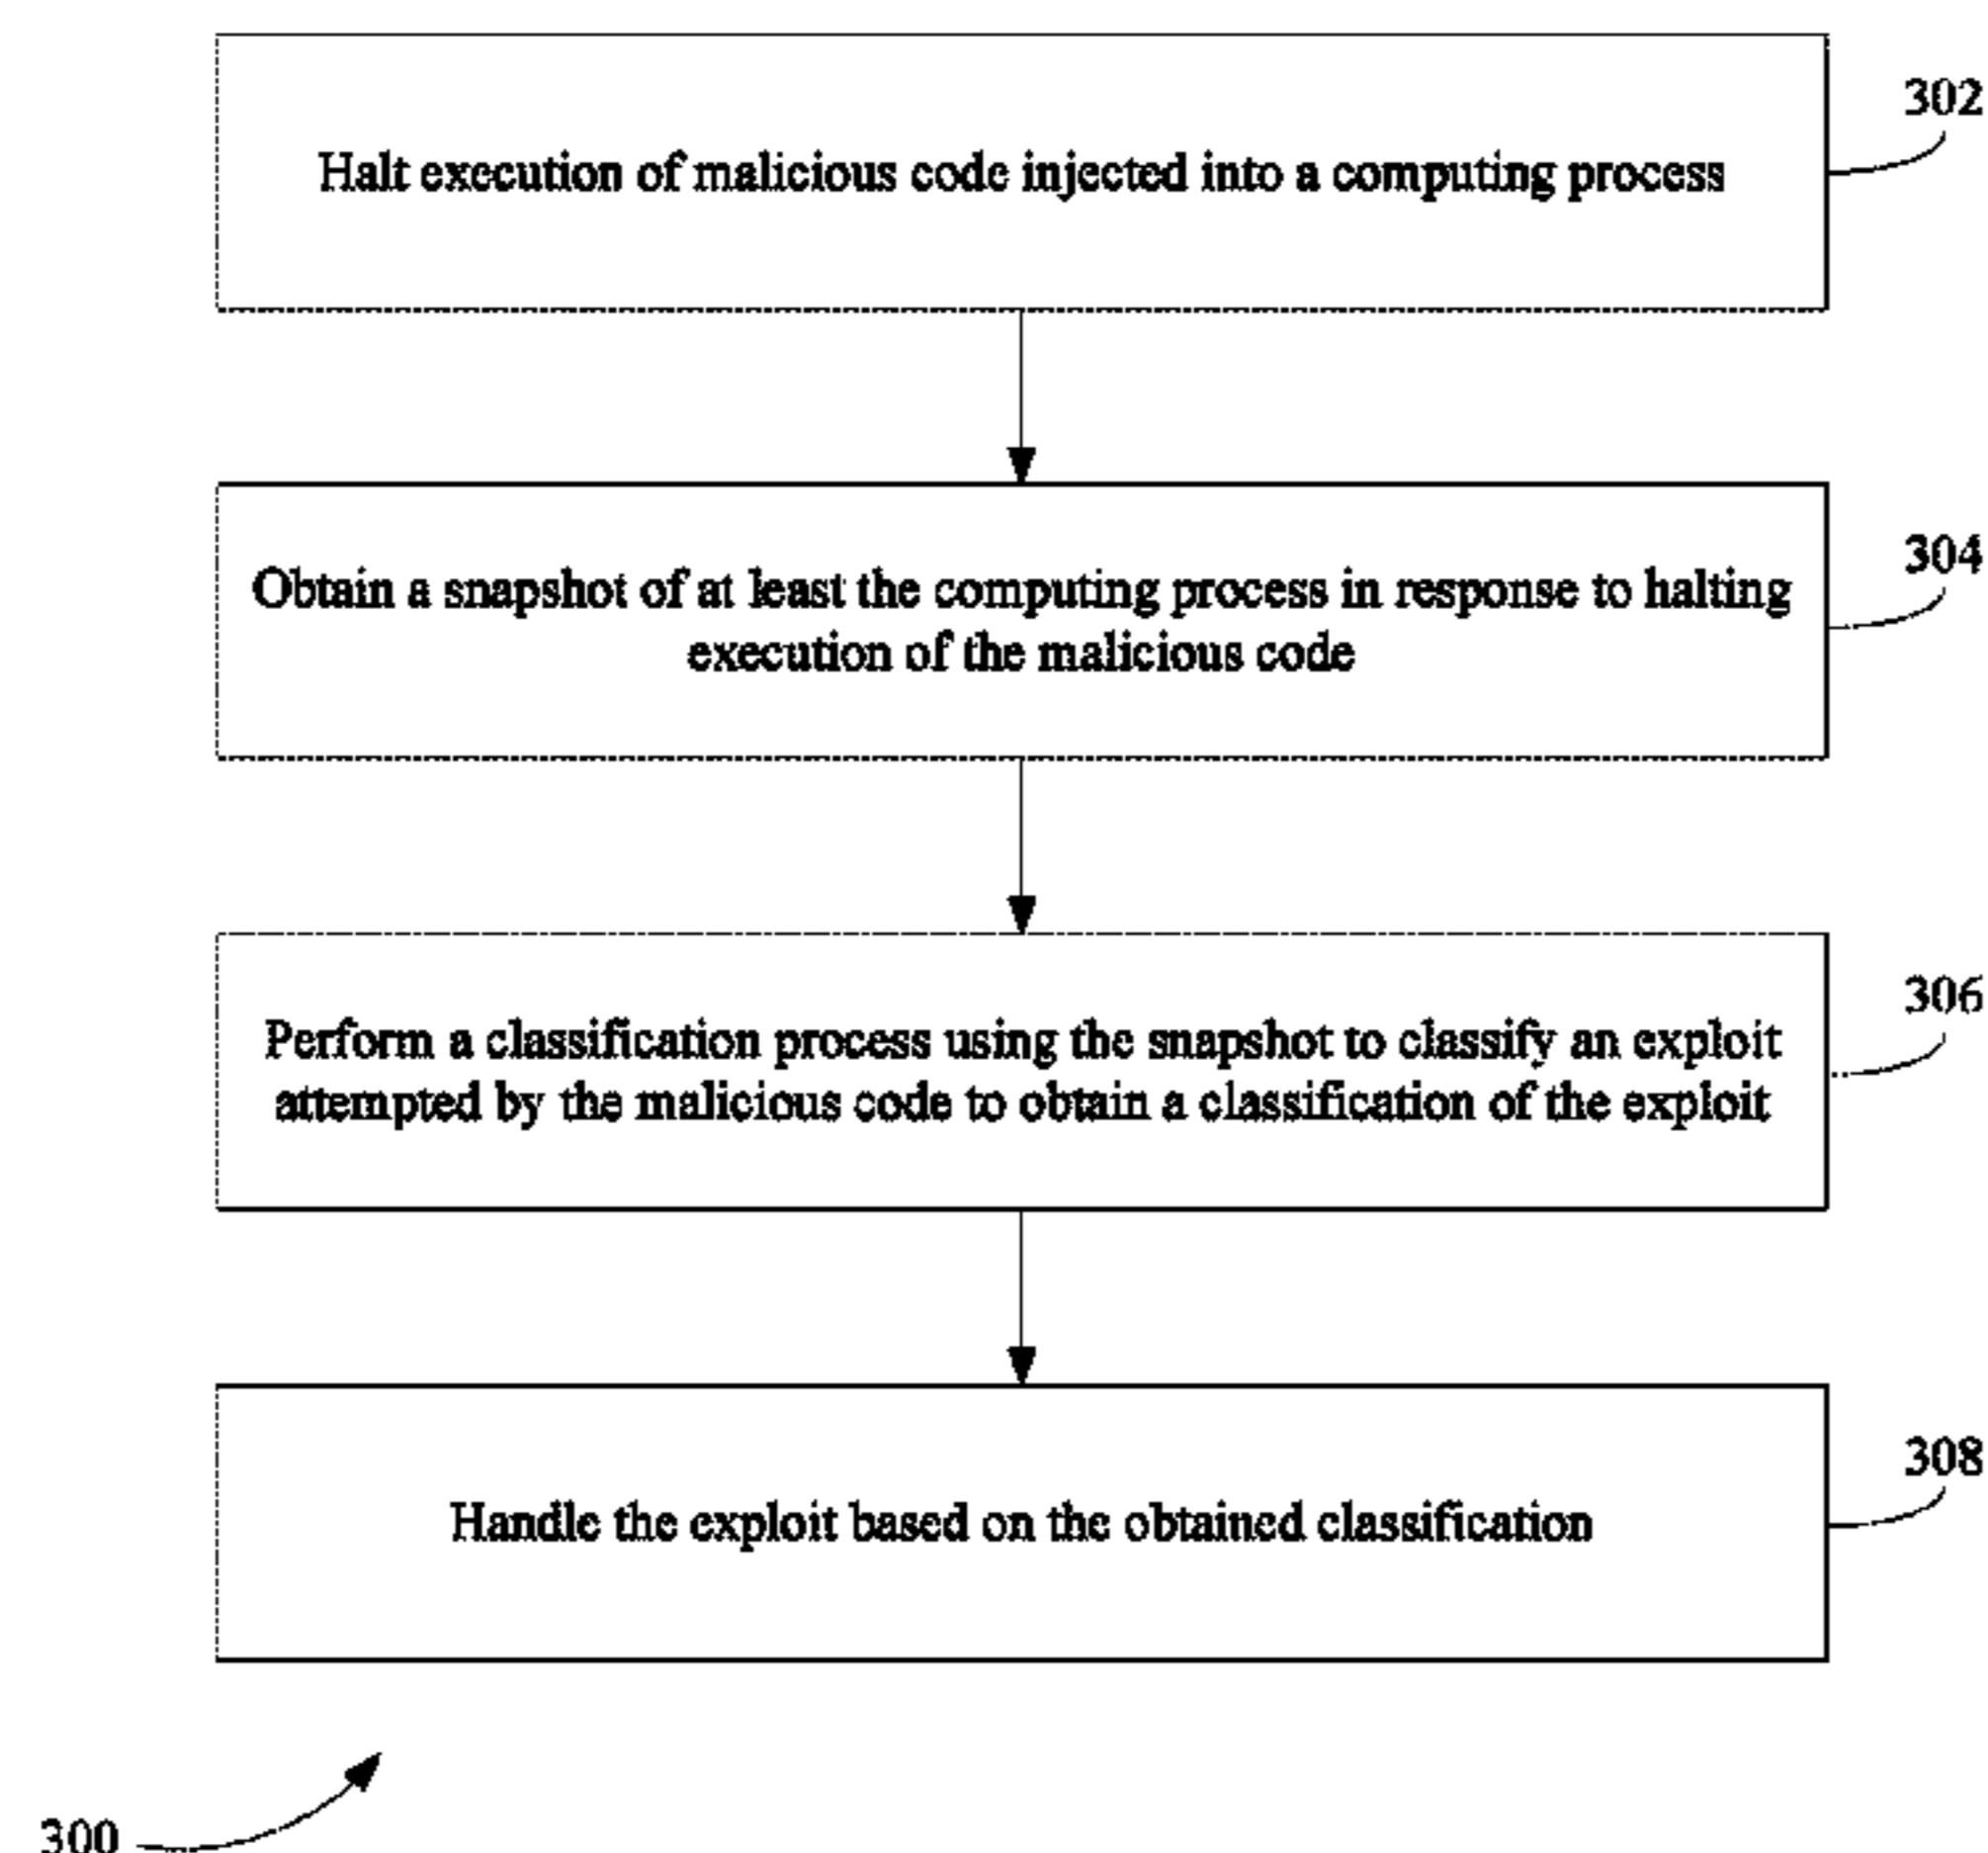 302
Halt execution of malicious code injected into a computing process
304
Obtain a snapshot of at least the computing process in response to halting
execution of the malicious code
306
Perform a classification process using the snapshot to classify an exploit
attempted by the malicious code to obtain a classification of the exploit
308
Handle the exploit based on the obtained classification
300